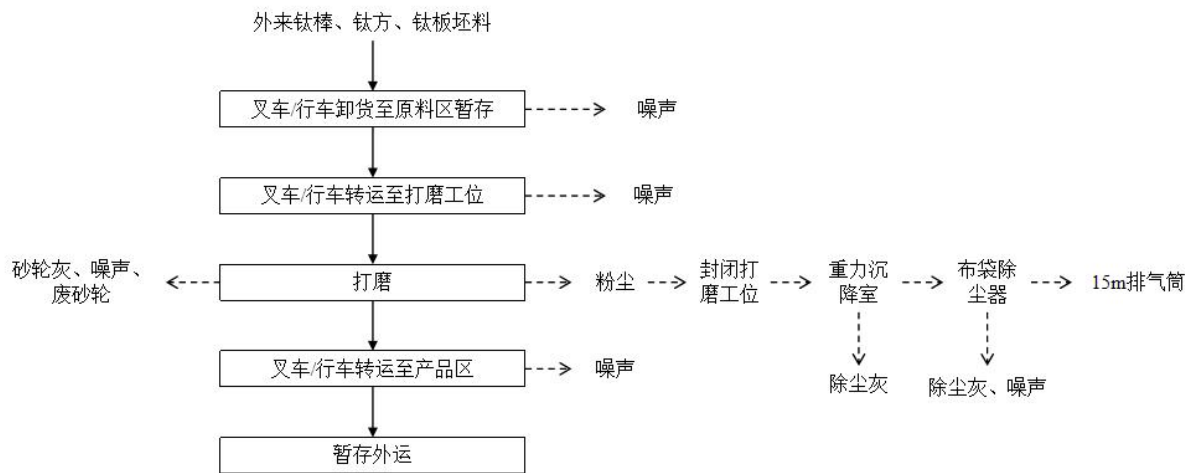 外来钛棒、钛方、钛板坯料
叉车/行车卸货至原料区暂存
噪声
叉车/行车转运至打磨工位
噪声
砂轮灰、噪声、
废砂轮
打磨
粉尘
封闭打
磨工位
重力沉
降室
布袋除
尘器
15m排气筒
叉车/行车转运至产品区
噪声
除尘灰
除尘灰、噪声
暂存外运